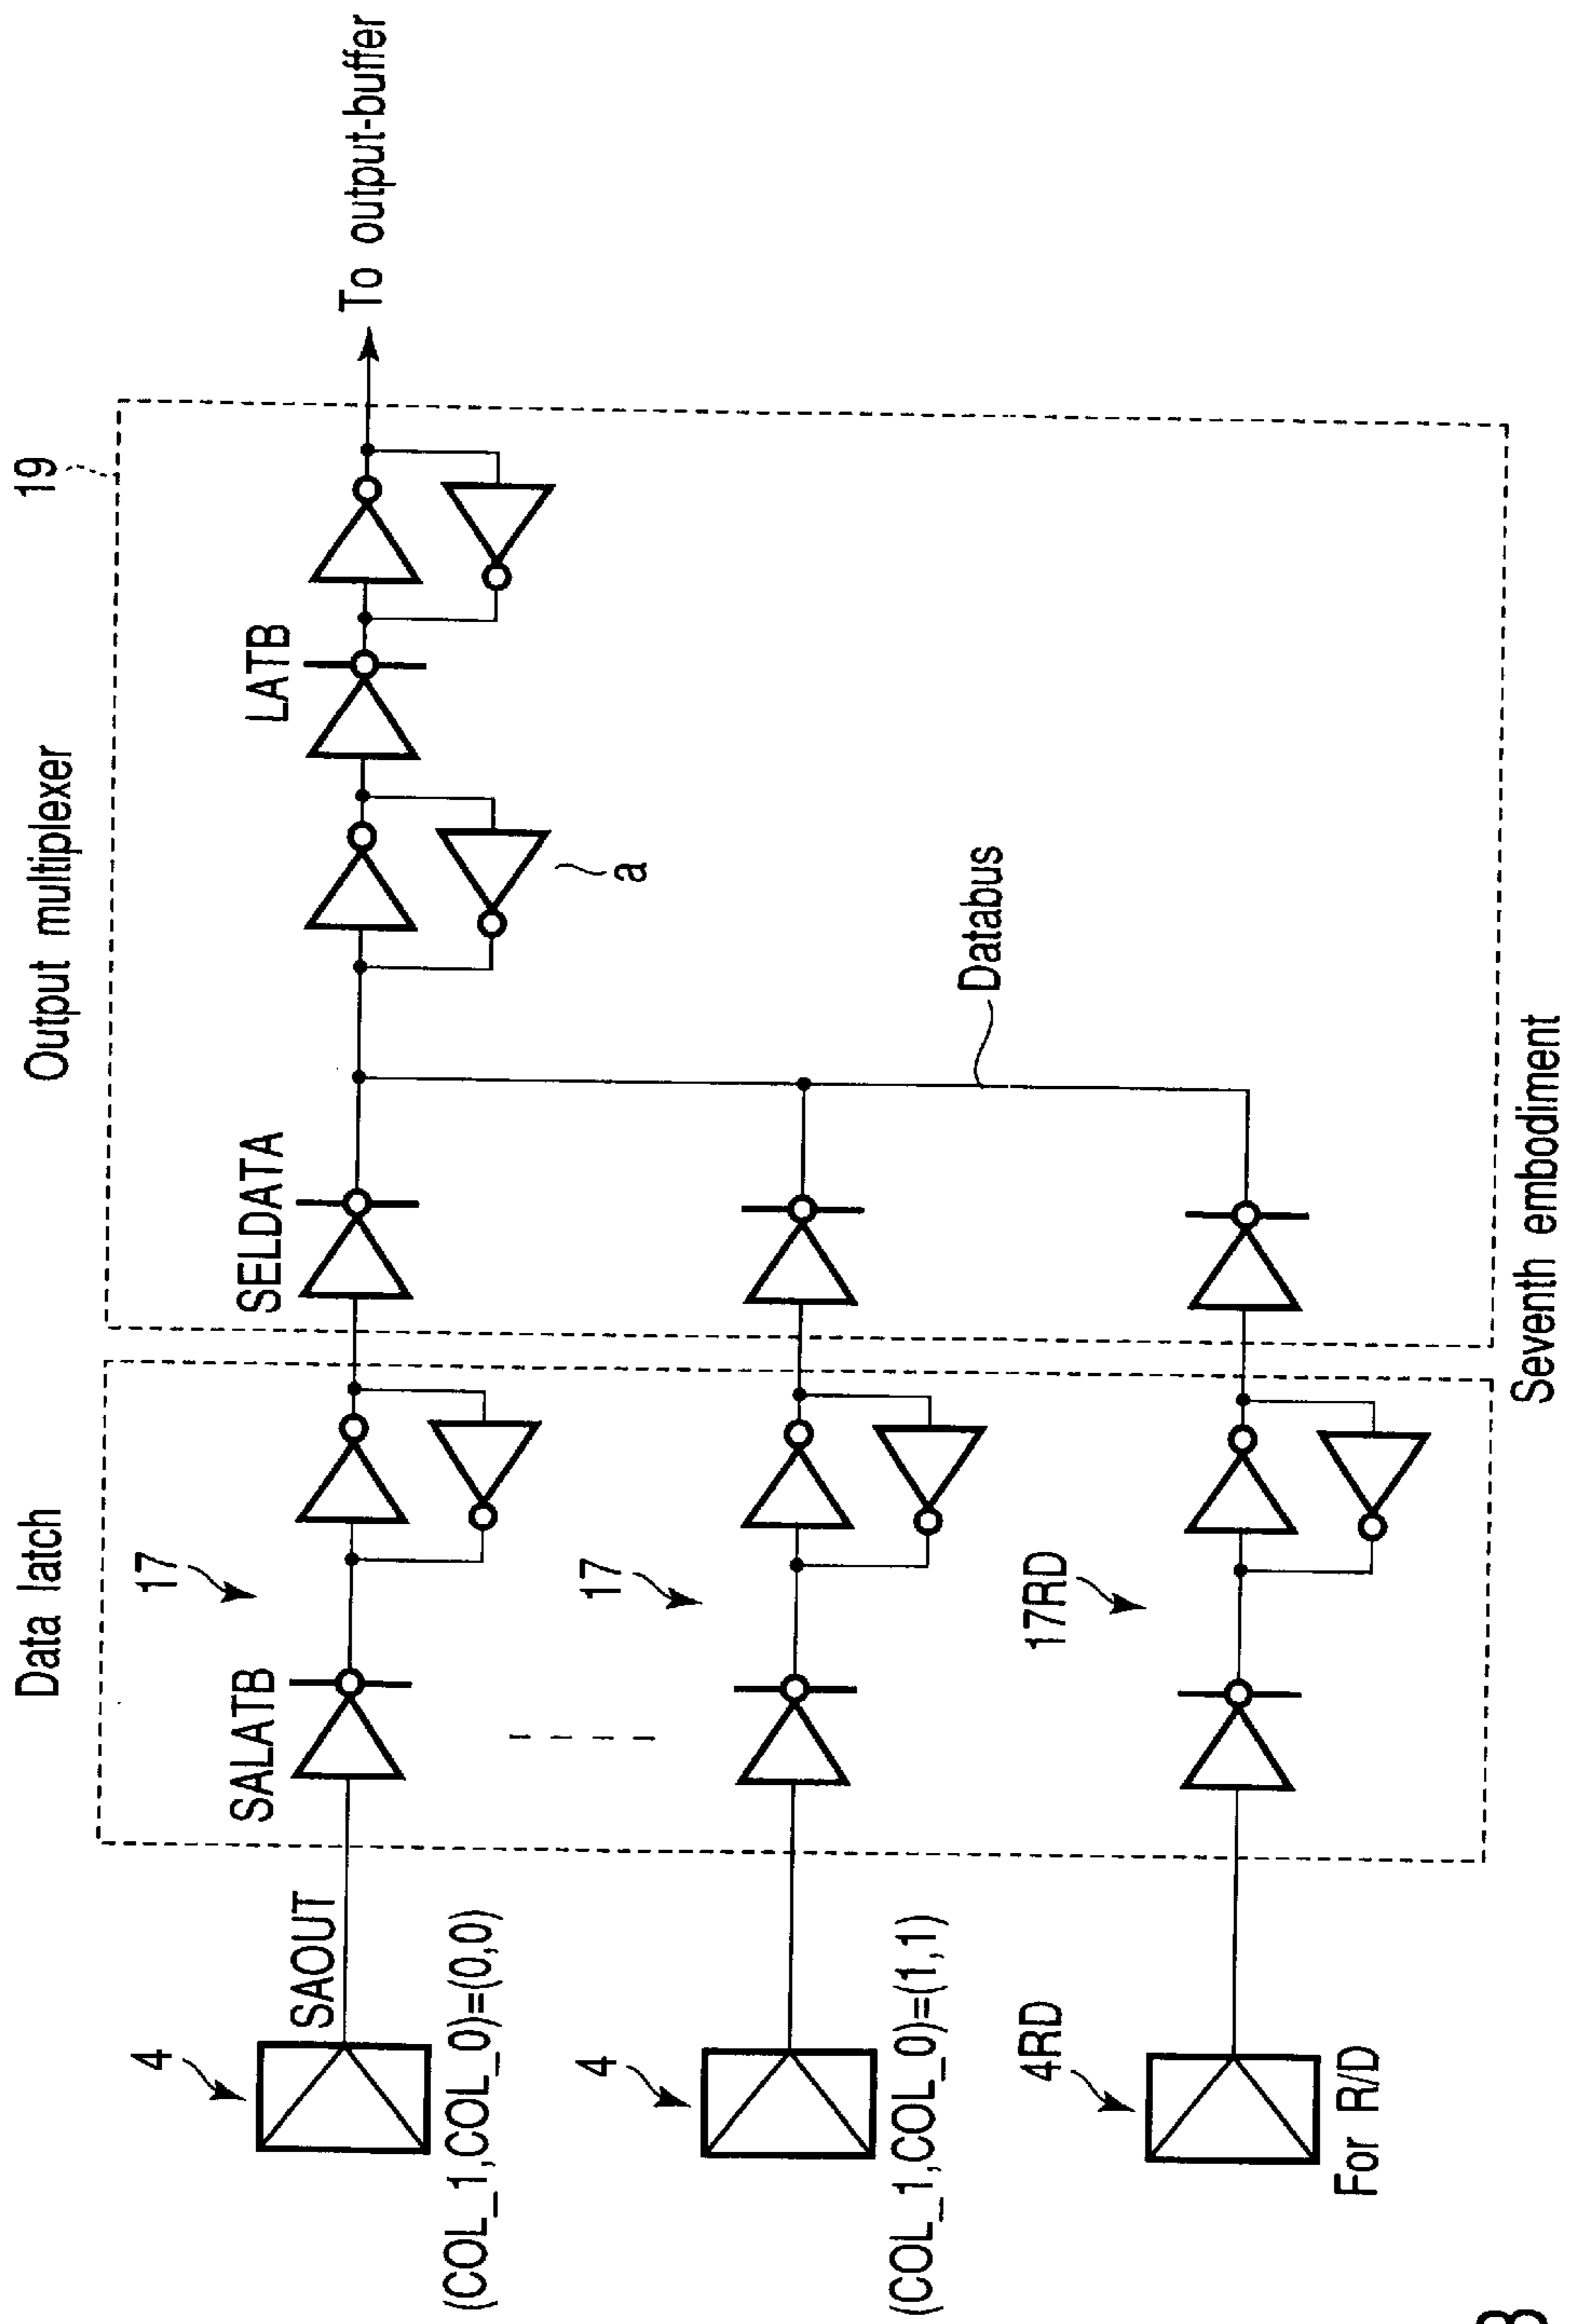 Data latch
Output multiplexer
19
4
SAOUT
SALATB
17
SELDATA
LATB
To output-buffer
(COL_1,COL_0)=(0,0)
a
4
17
(COL_1,COL_0)=(1,1)
Databus
4RD
17RD
For R/D
Seventh embodiment